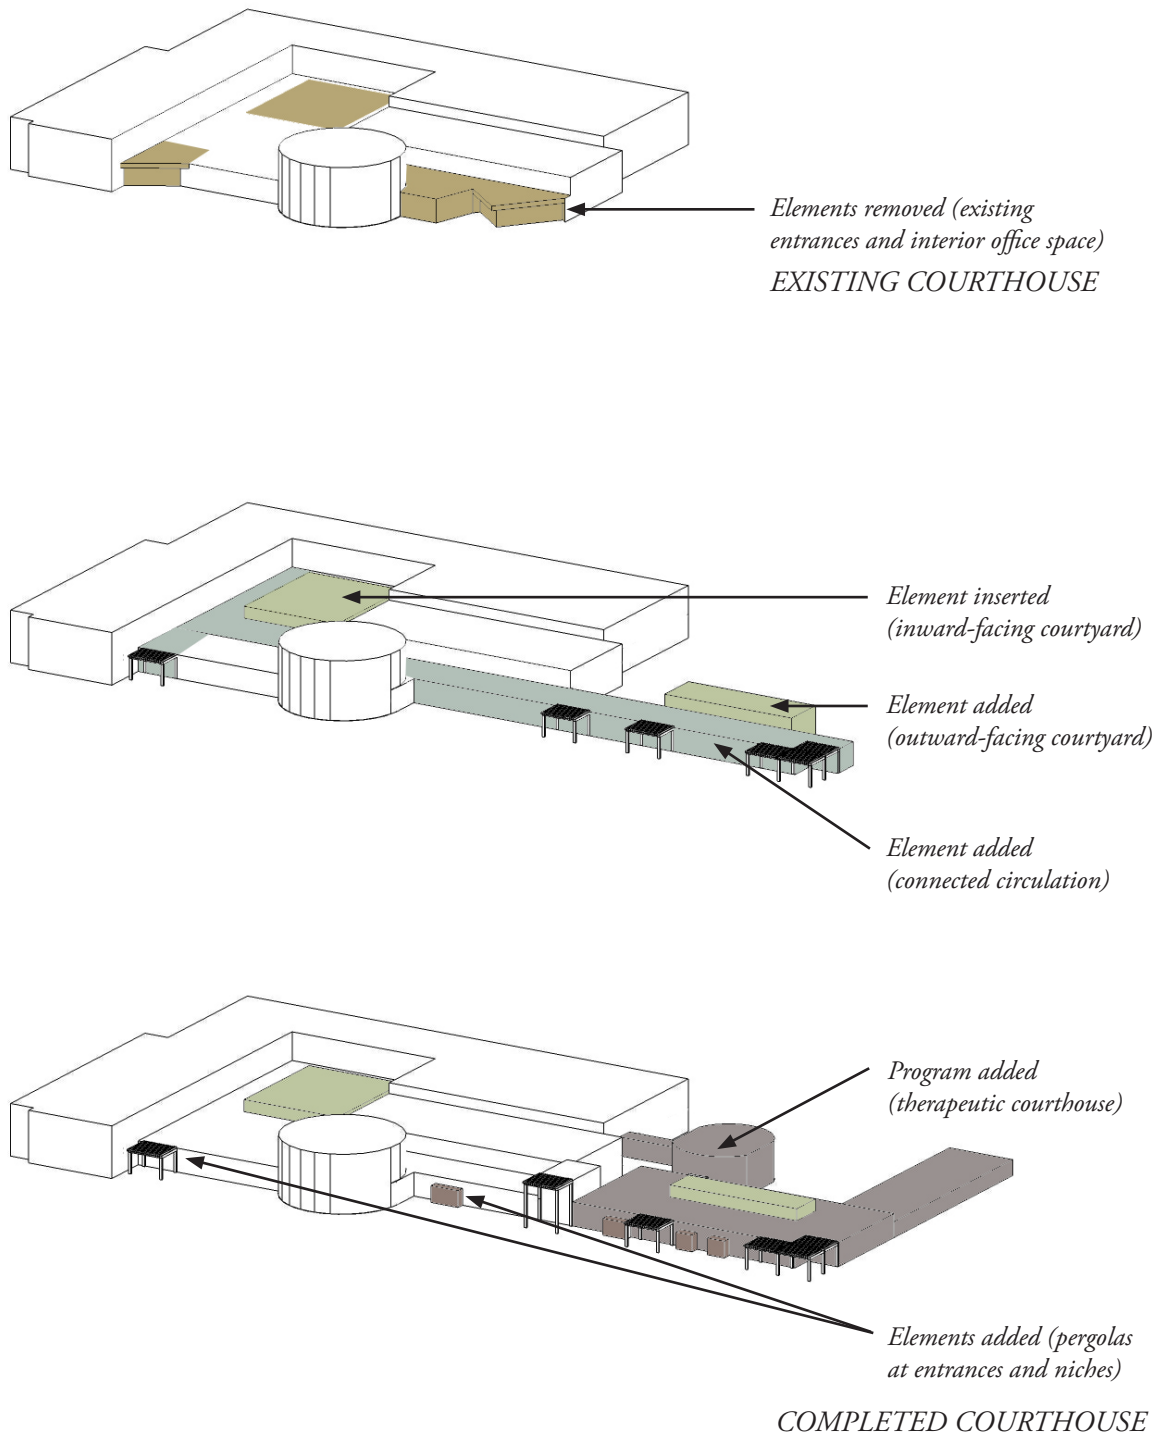 Elements removed (existing
entrances and interior office space)
EXISTING COURTHOUSE
Element inserted
(inward-facing courtyard)
Element added
(outward-facing courtyard)
Element added
(connected circulation)
Program added
(therapeutic courthouse)
Elements added (pergolas
at entrances and niches)
COMPLETED COURTHOUSE